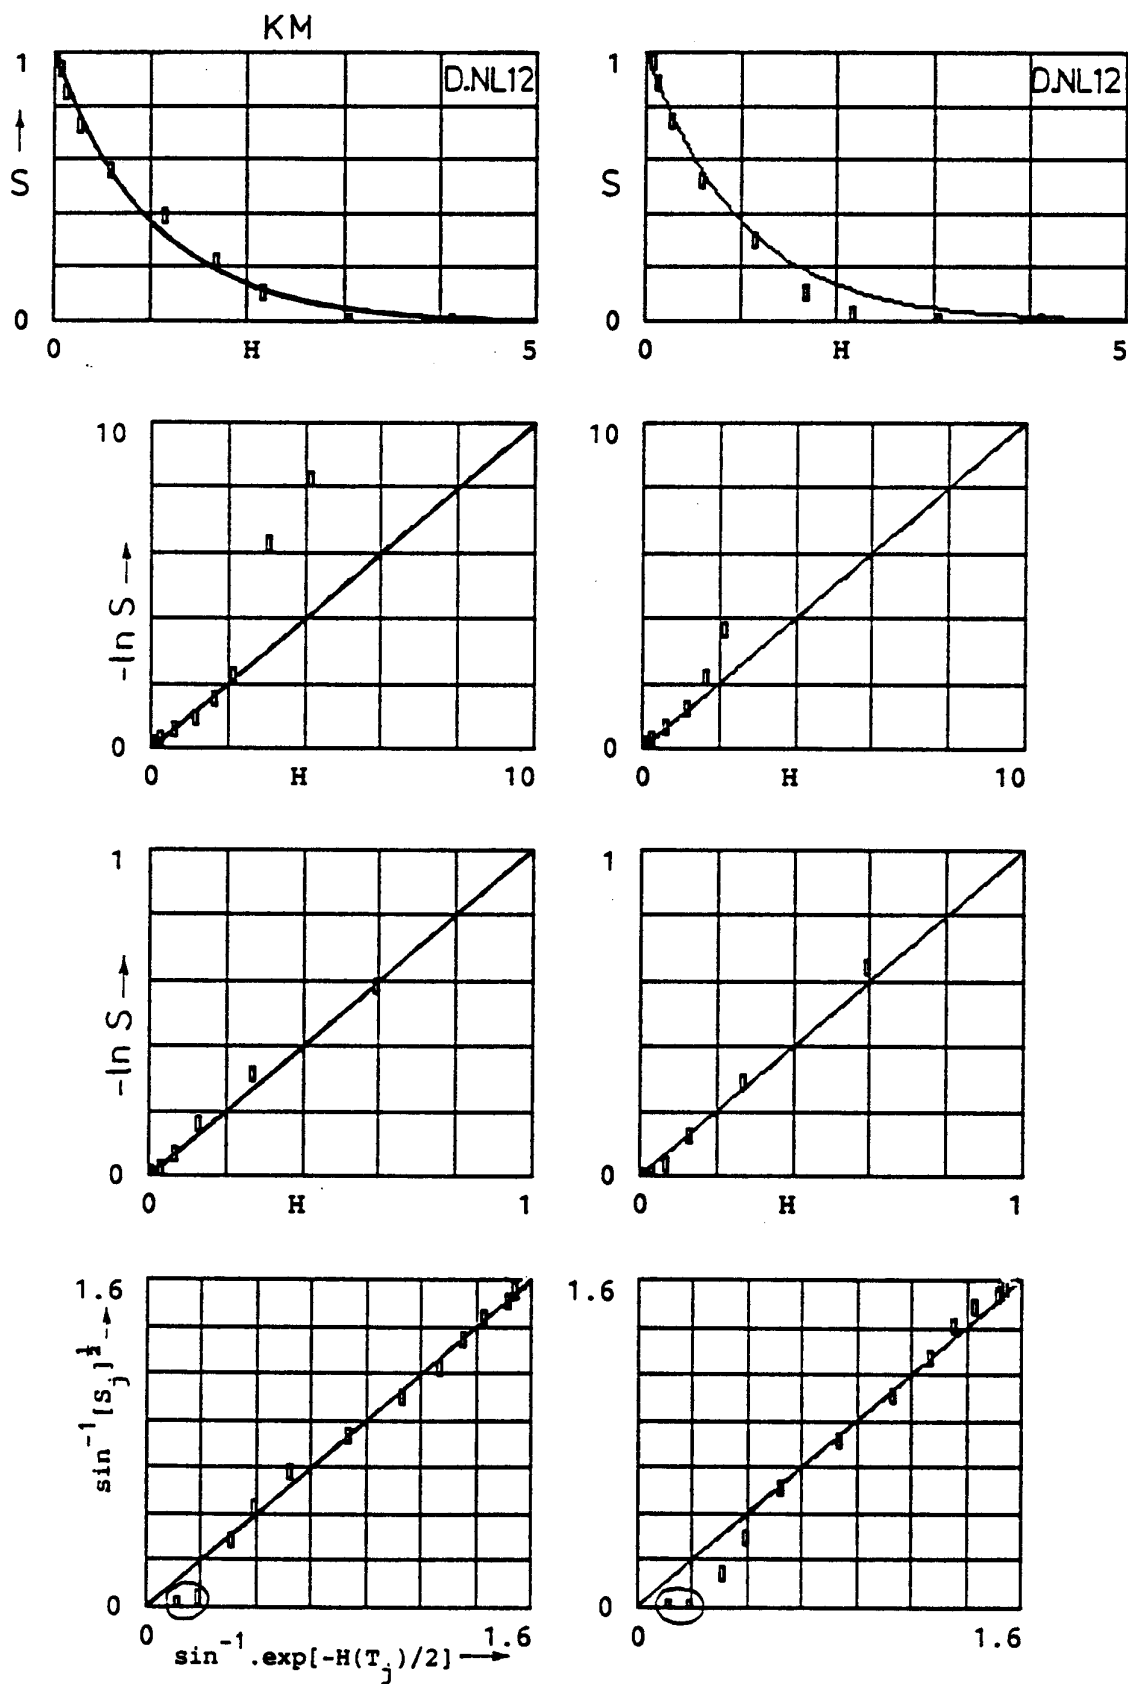 KM
1 D.NL12 1 D.NL12
S → S
0 0
0 H 5 0 H 5
10 10
-ln S →
0 0
0 H 10 0 H 10
1 1
-ln S →
0 0
0 H 1 0 H 1
1.6 1.6
sin⁻¹[S_j]^½ →
0 0
0 1.6 0 1.6
sin⁻¹.exp[-H(T_j)/2] →